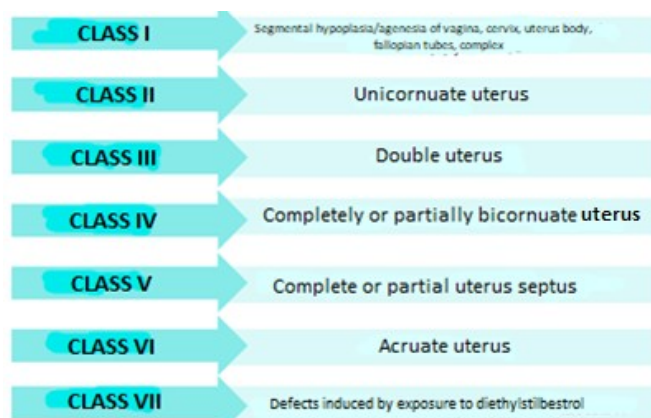 CLASS I
Segmental hypoplasia/agenesis of vagina, cervix, uterus body,
fallopian tubes, complex
CLASS II
Unicornuate uterus
CLASS III
Double uterus
CLASS IV
Completely or partially bicornuate uterus
CLASS V
Complete or partial uterus septus
CLASS VI
Acruate uterus
CLASS VII
Defects induced by exposure to diethylstilbestrol